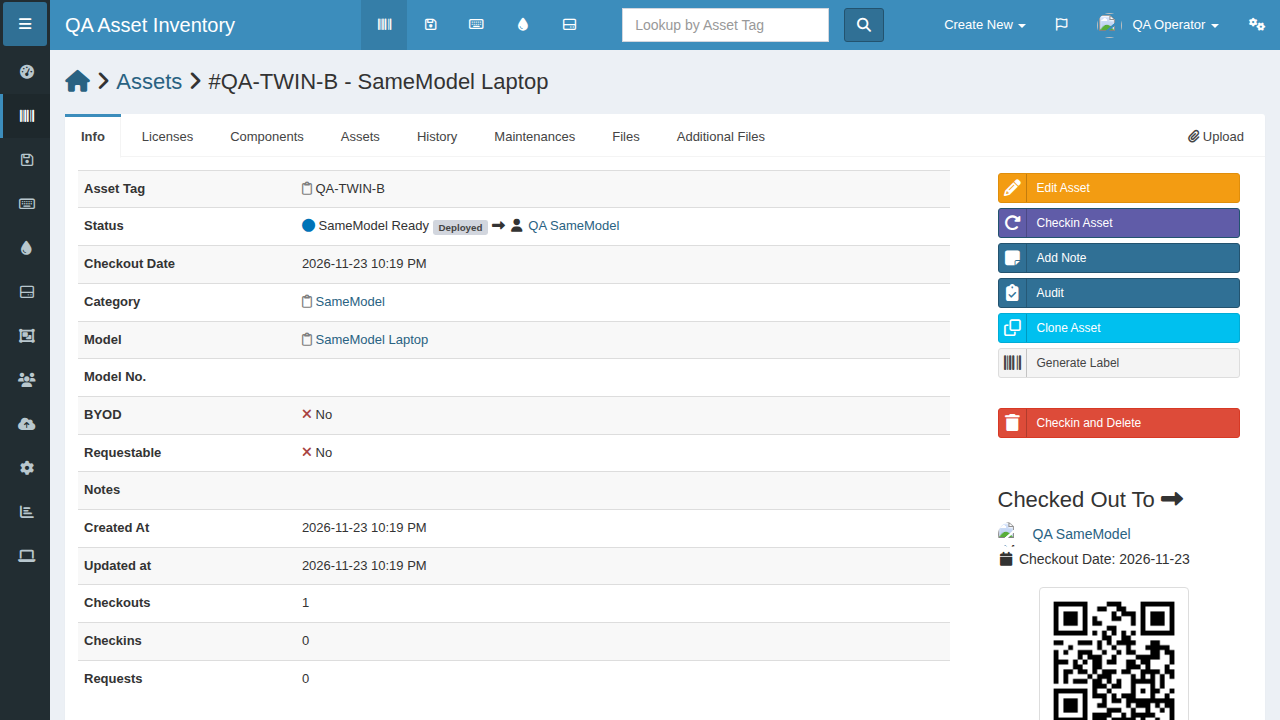 QA Asset Inventory
Lookup by Asset Tag
Create New
QA Operator
Assets
#QA-TWIN-B - SameModel Laptop
Info
Licenses
Components
Assets
History
Maintenances
Files
Additional Files
Upload
Asset Tag
QA-TWIN-B
Status
SameModel Ready Deployed QA SameModel
Checkout Date
2026-11-23 10:19 PM
Category
SameModel
Model
SameModel Laptop
Model No.
BYOD
No
Requestable
No
Notes
Created At
2026-11-23 10:19 PM
Updated at
2026-11-23 10:19 PM
Checkouts
1
Checkins
0
Requests
0
Edit Asset
Checkin Asset
Add Note
Audit
Clone Asset
Generate Label
Checkin and Delete
Checked Out To
QA SameModel
Checkout Date: 2026-11-23